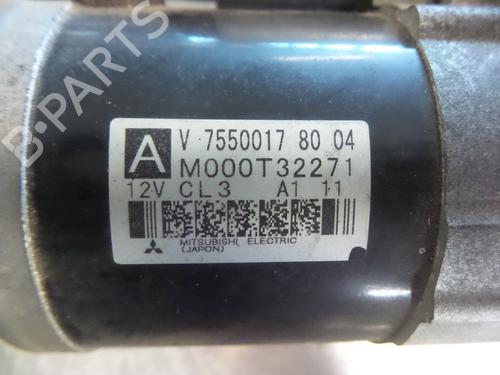 A
V 7550017 80 04
M000T32271
12V CL3 A1 11
MITSUBISHI ELECTRIC
(JAPON)
B-PARTS